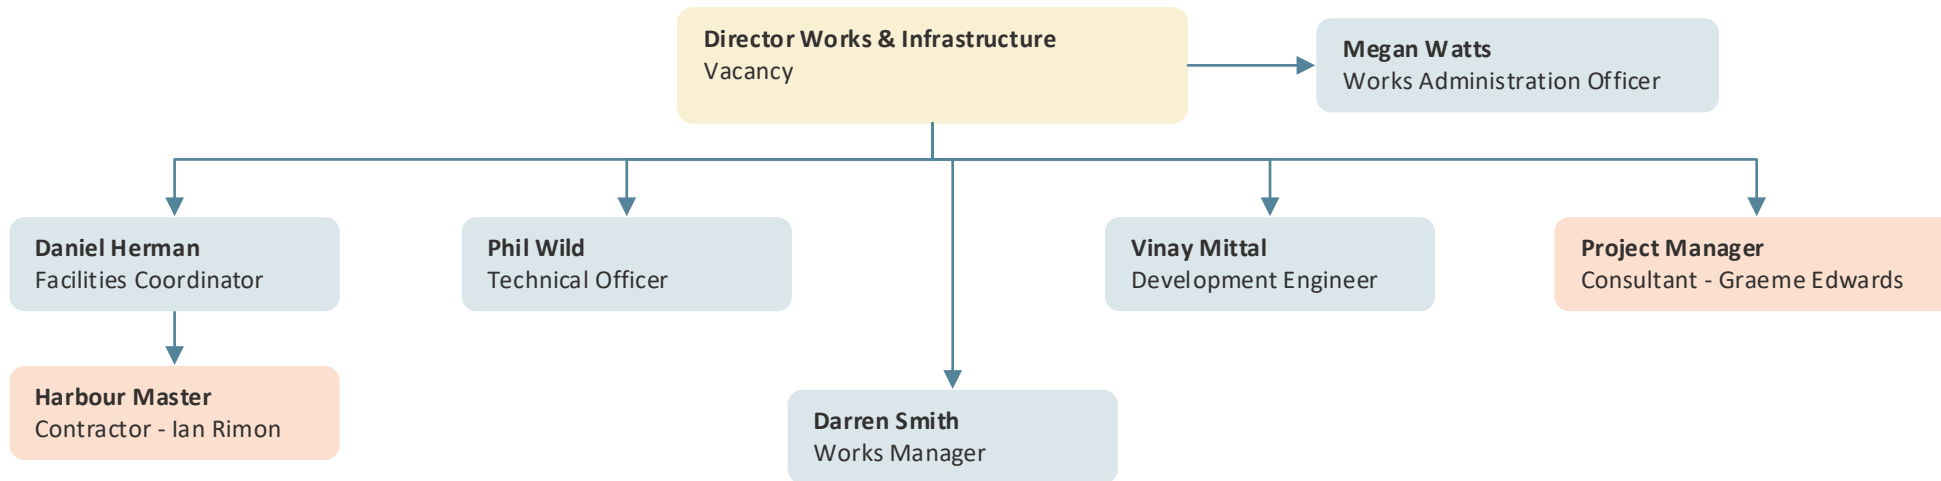 Director Works & Infrastructure
Vacancy
Megan Watts
Works Administration Officer
Daniel Herman
Facilities Coordinator
Phil Wild
Technical Officer
Vinay Mittal
Development Engineer
Project Manager
Consultant - Graeme Edwards
Harbour Master
Contractor - Ian Rimon
Darren Smith
Works Manager